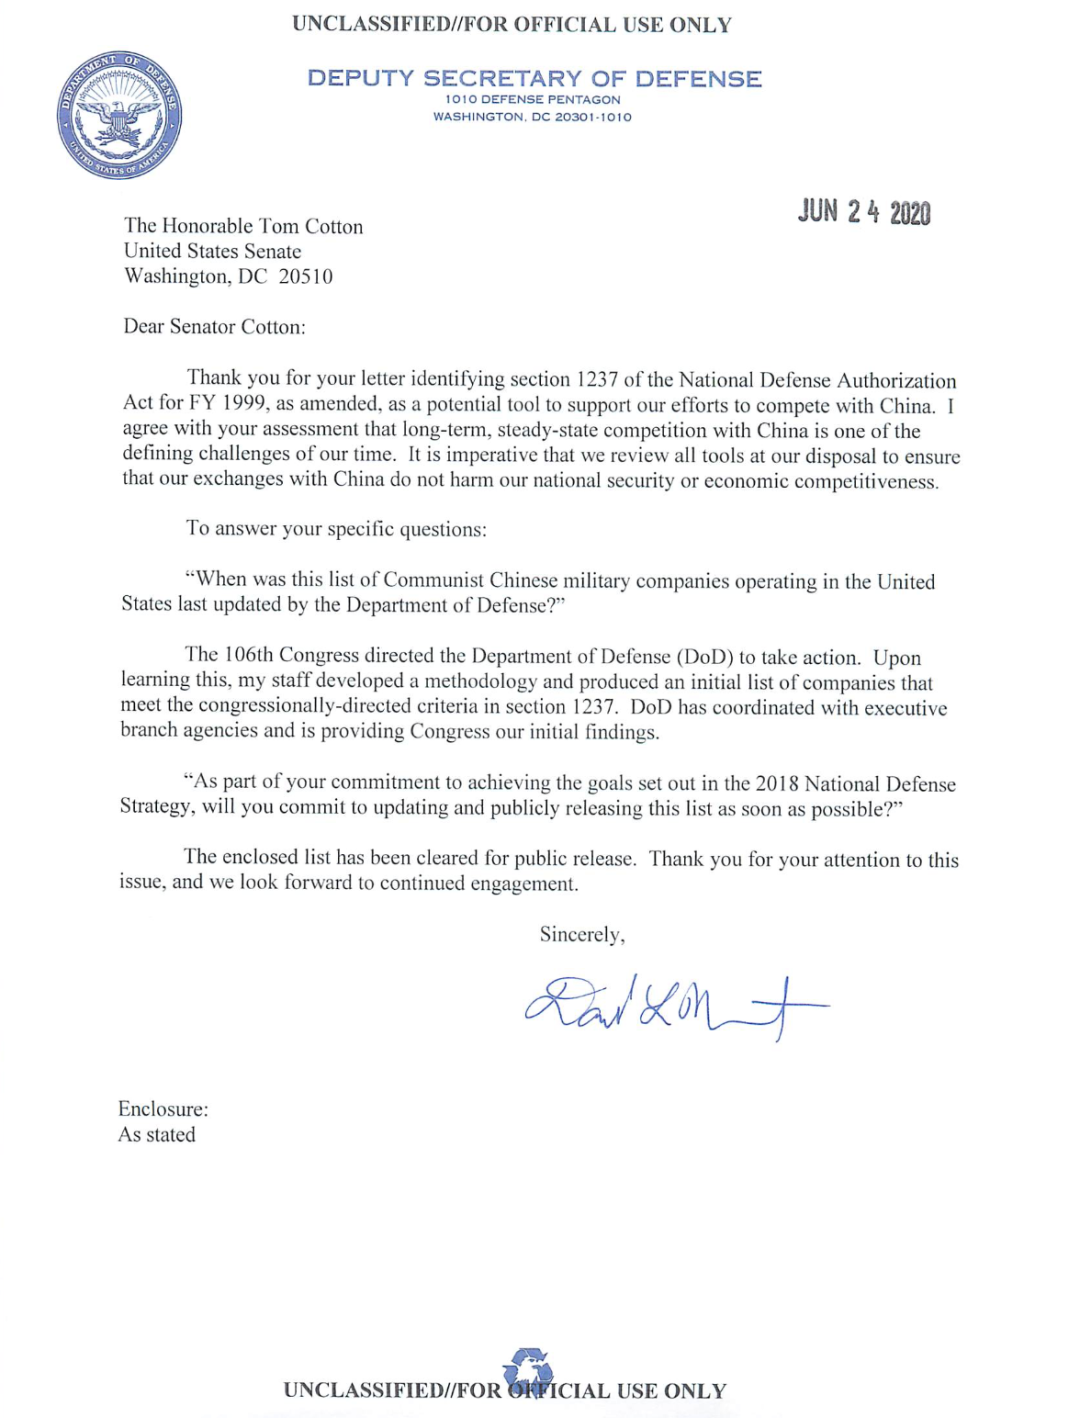 UNCLASSIFIED//FOR OFFICIAL USE ONLY
DEPARTMENT OF DEFENSE
UNITED STATES OF AMERICA
DEPUTY SECRETARY OF DEFENSE
1010 DEFENSE PENTAGON
WASHINGTON, DC 20301-1010
JUN 24 2020
The Honorable Tom Cotton
United States Senate
Washington, DC 20510
Dear Senator Cotton:
Thank you for your letter identifying section 1237 of the National Defense Authorization
Act for FY 1999, as amended, as a potential tool to support our efforts to compete with China. I
agree with your assessment that long-term, steady-state competition with China is one of the
defining challenges of our time. It is imperative that we review all tools at our disposal to ensure
that our exchanges with China do not harm our national security or economic competitiveness.
To answer your specific questions:
“When was this list of Communist Chinese military companies operating in the United
States last updated by the Department of Defense?”
The 106th Congress directed the Department of Defense (DoD) to take action. Upon
learning this, my staff developed a methodology and produced an initial list of companies that
meet the congressionally-directed criteria in section 1237. DoD has coordinated with executive
branch agencies and is providing Congress our initial findings.
“As part of your commitment to achieving the goals set out in the 2018 National Defense
Strategy, will you commit to updating and publicly releasing this list as soon as possible?”
The enclosed list has been cleared for public release. Thank you for your attention to this
issue, and we look forward to continued engagement.
Sincerely,
Enclosure:
As stated
UNCLASSIFIED//FOR OFFICIAL USE ONLY